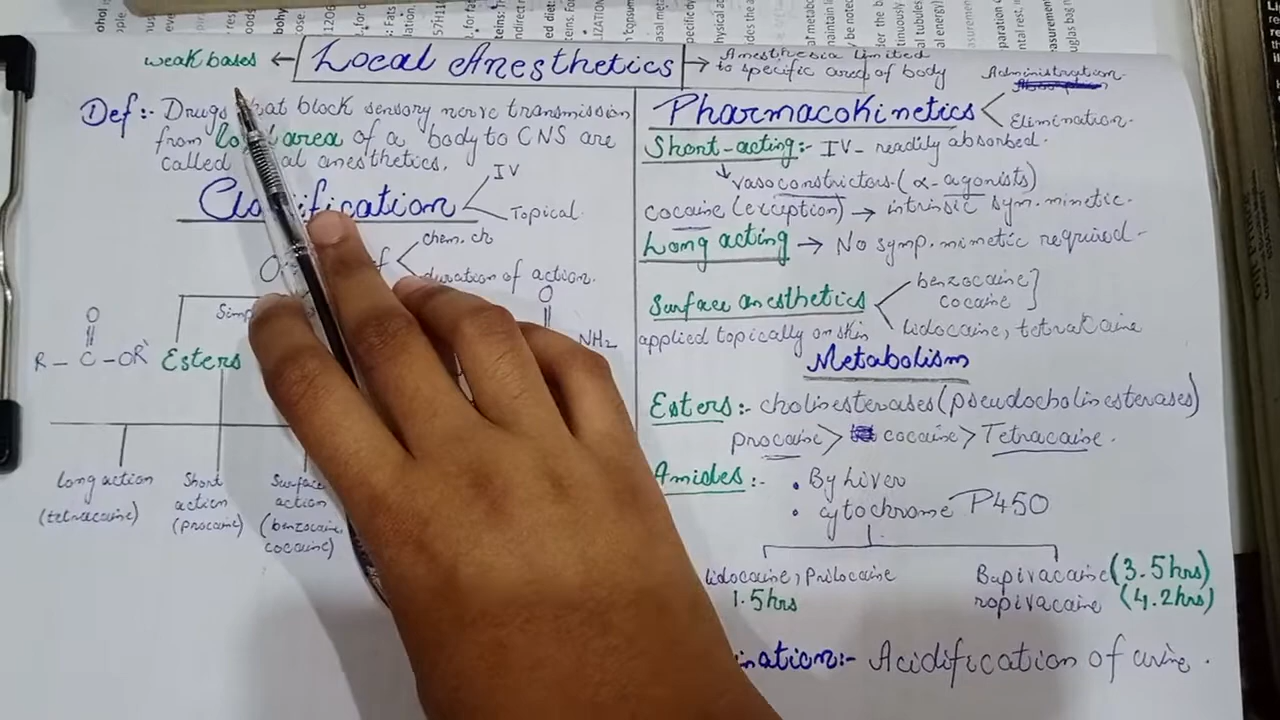 weak bases ← Local Anesthetics → Anesthesia limited
to specific area of body
Def:- Drugs that block sensory nerve transmission
from local area of a body to CNS are
called local anesthetics.
Classification
IV
Topical
chem. ch
duration of action.
O
R - C - OR' Esters
O
NH2
long action
(tetracaine)
Short
action
(procaine)
Surface
action
(benzocaine
cocaine)
Pharmacokinetics
Administration
Elimination.
Short-acting:- IV - readily absorbed.
vasoconstrictors (α-agonists)
cocaine (exception) → intrinsic sym. mimetic.
Long acting → No symp. mimetic required-
Surface anesthetics
benzocaine
cocaine
lidocaine, tetrakaine
applied topically on skin
Metabolism
Esters:- cholinesterases (pseudocholinesterases)
procaine > cocaine > Tetracaine.
Amides:- • By Liver
• cytochrome P450
lidocaine, Prilocaine
1.5hrs
Bupivacaine (3.5hrs)
ropivacaine (4.2hrs)
Acidification of urine.